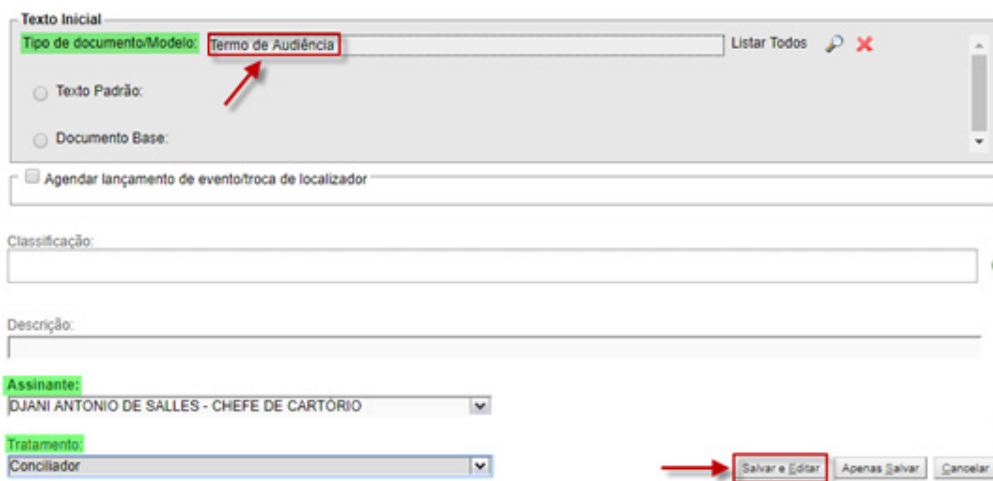 Texto Inicial
Tipo de documento/Modelo: Termo de Audiência Listar Todos
Texto Padrão:
Documento Base:
Agendar lançamento de evento/troca de localizador
Classificação:
Descrição:
Assinante:
DJANI ANTONIO DE SALLES - CHEFE DE CARTÓRIO
Tratamento:
Conciliador
Salvar e Editar Apenas Salvar Cancelar